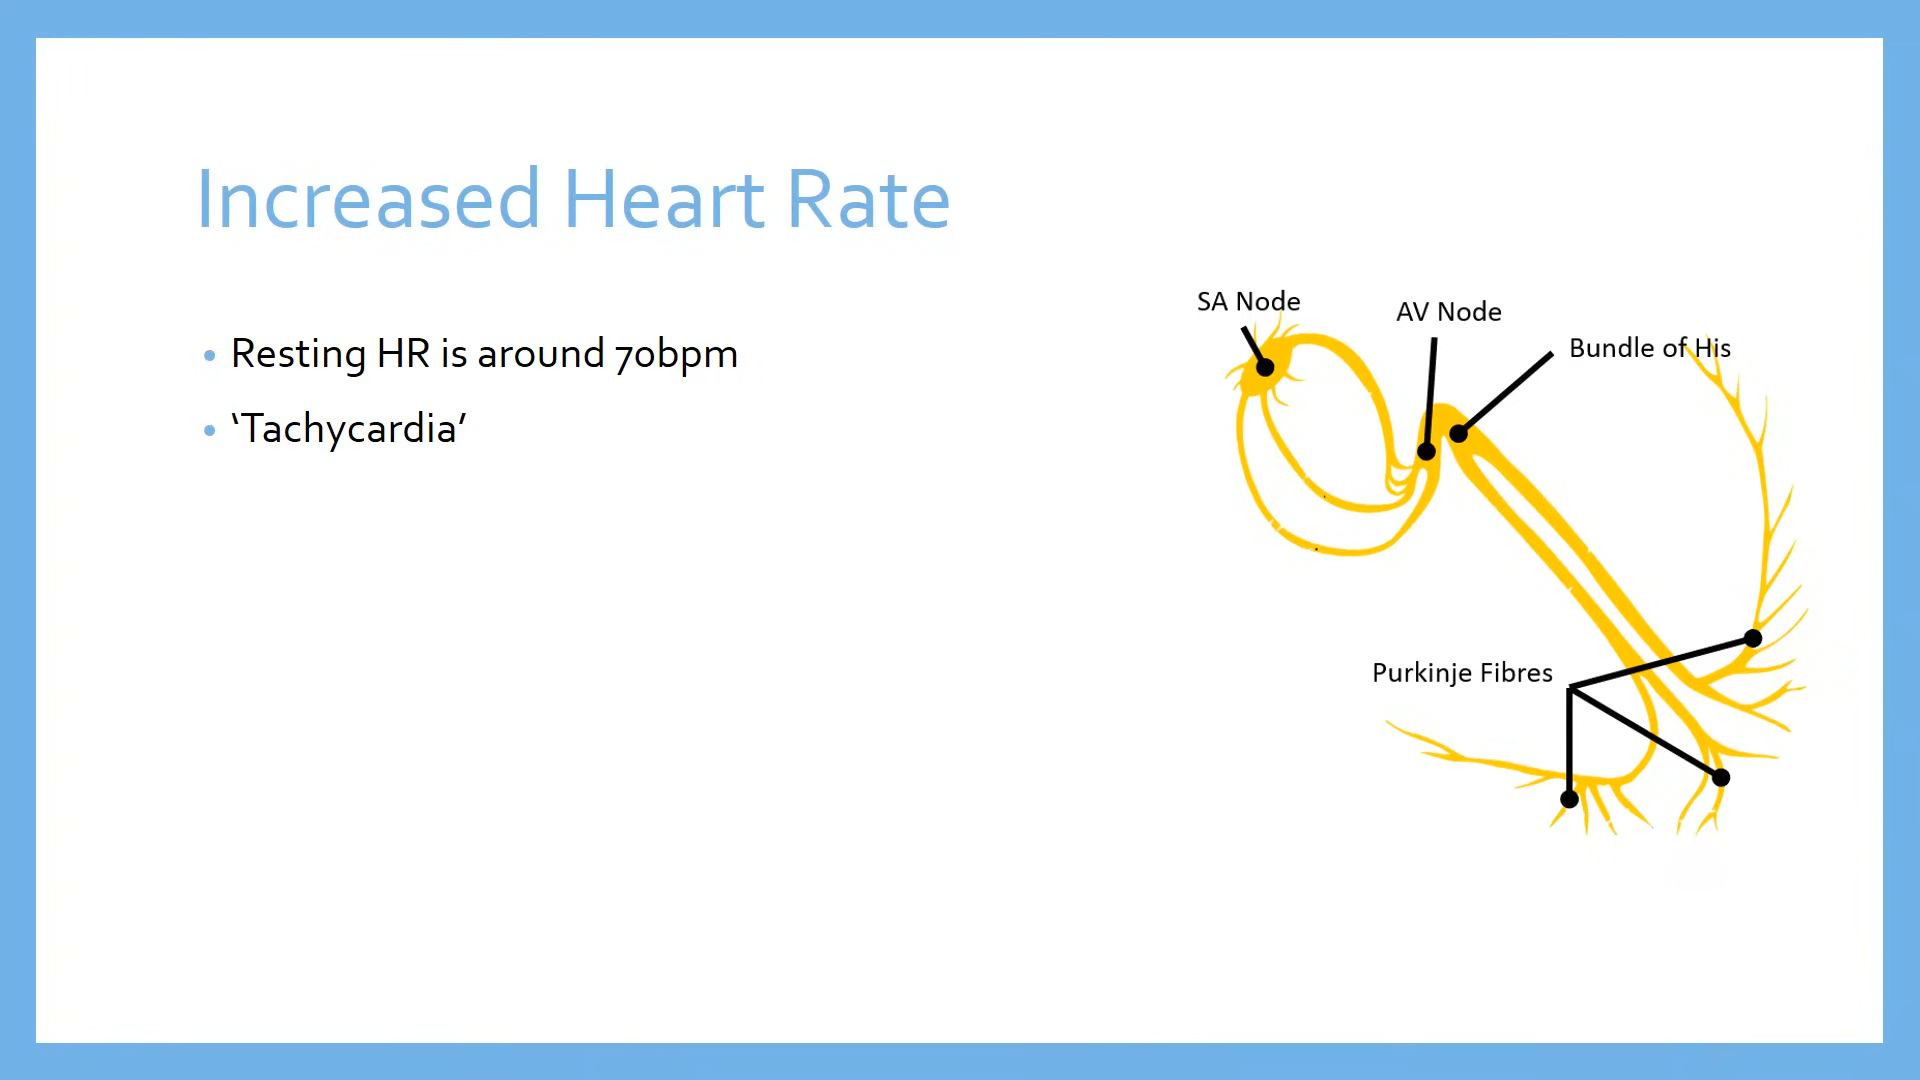 Increased Heart Rate
• Resting HR is around 70bpm
• ‘Tachycardia’
SA Node
AV Node
Bundle of His
Purkinje Fibres